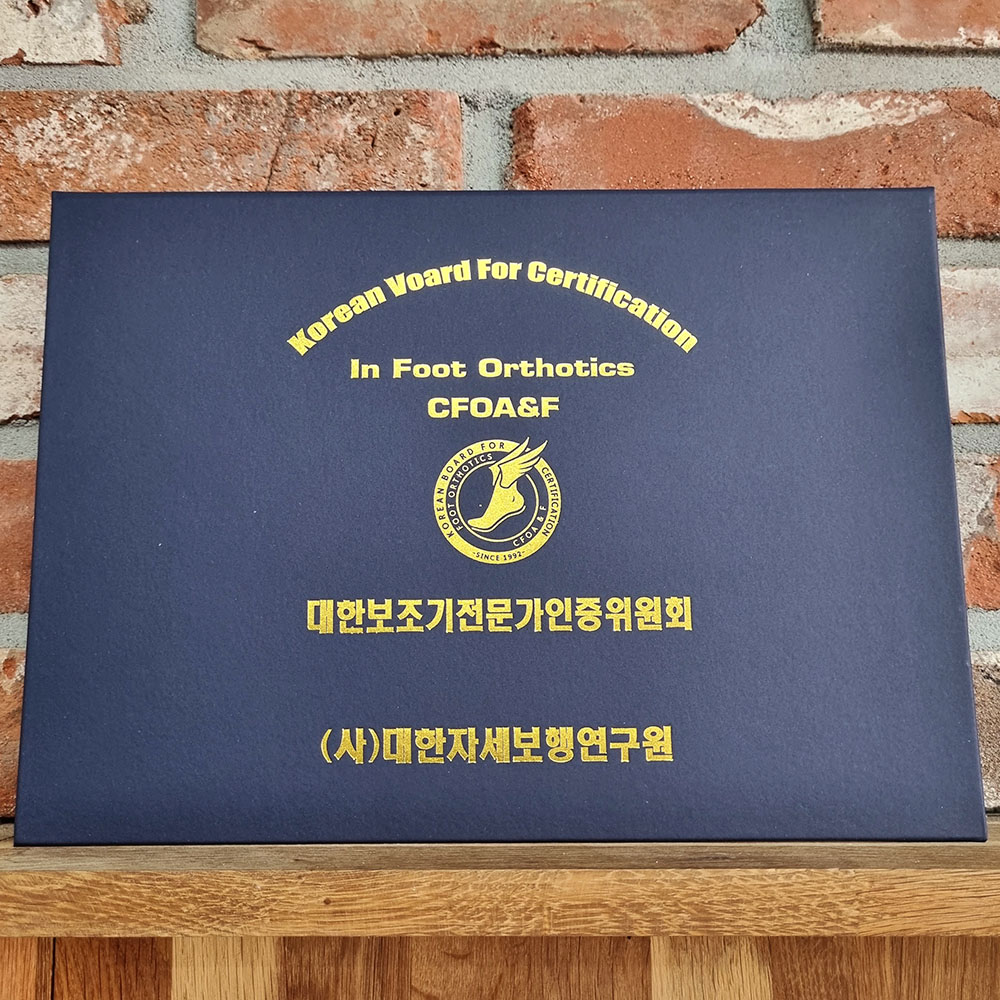 Korean Voard For Certification
In Foot Orthotics
CFOA&F
KOREAN BOARD FOR CERTIFICATION
FOOT ORTHOTICS
CFOA & F
-SINCE 1992-
대한보조기전문가인증위원회
(사)대한자세보행연구원